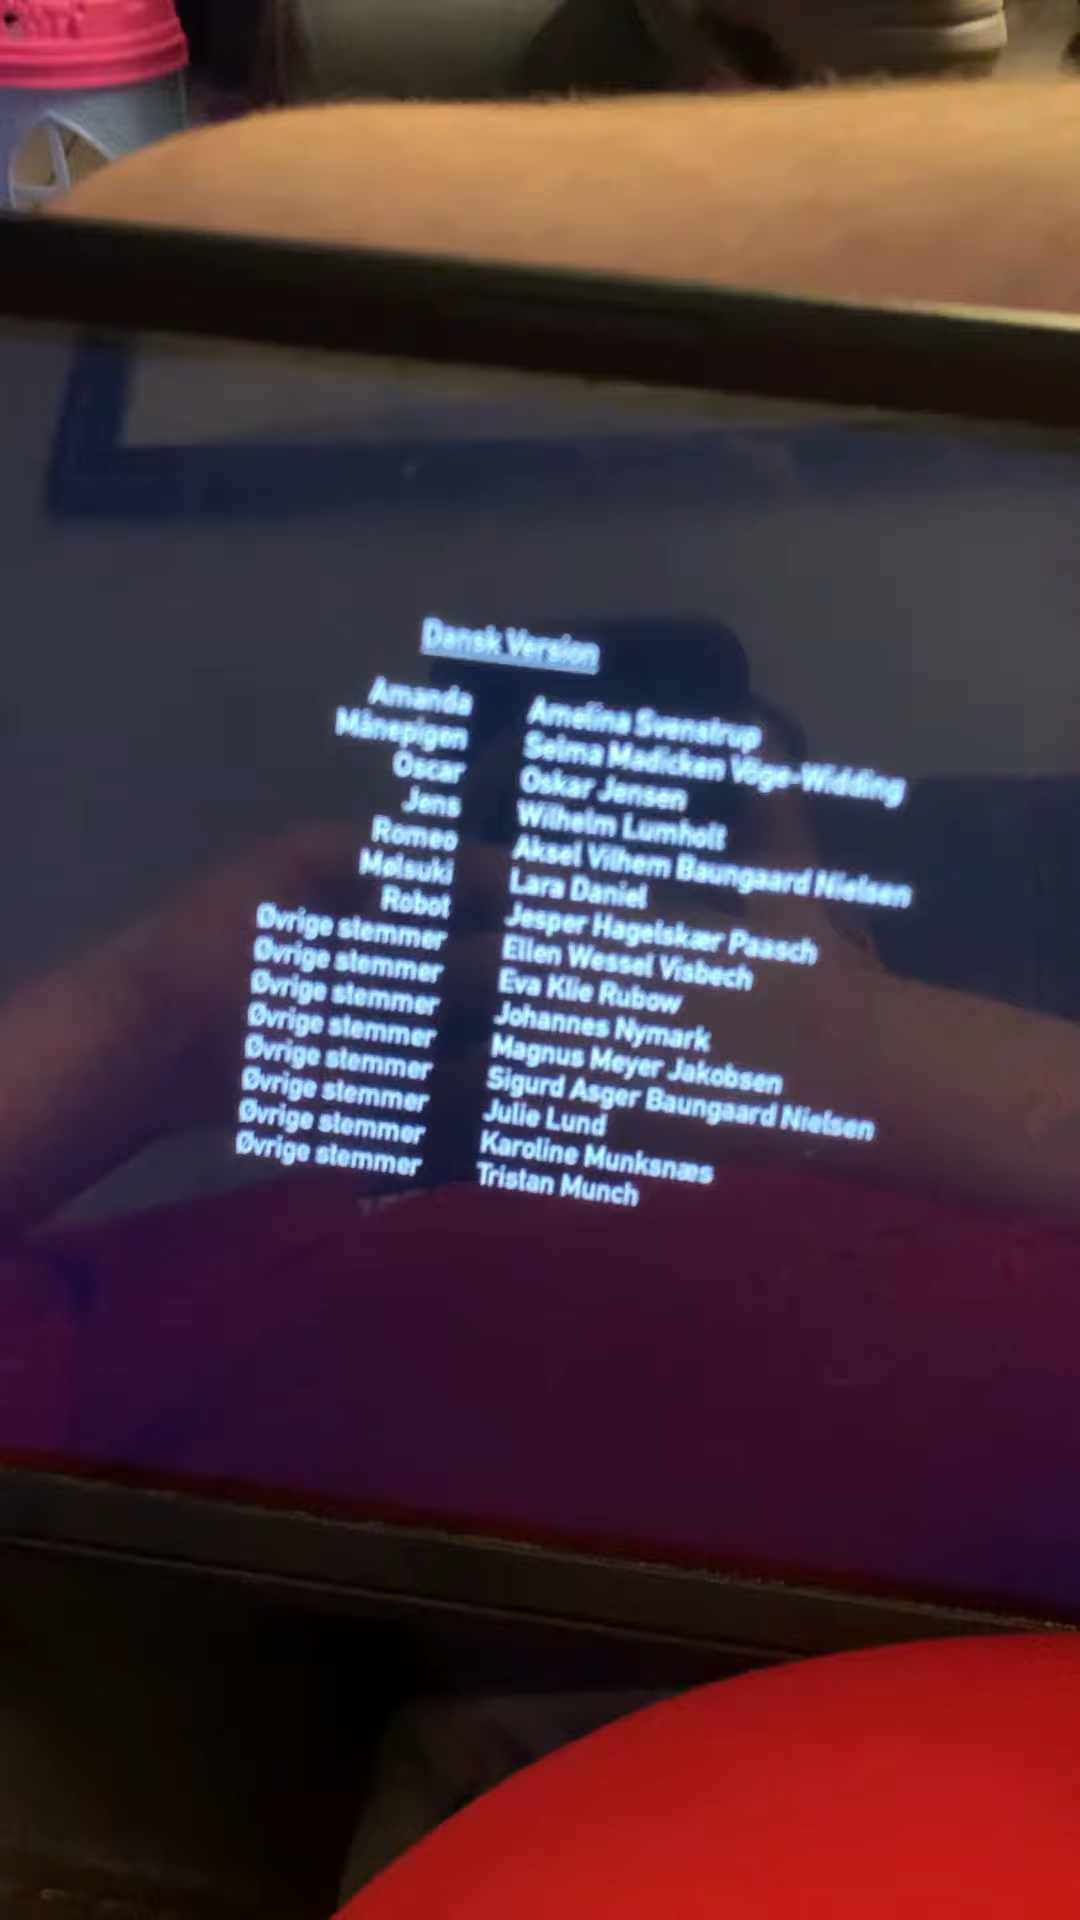 Dansk Version
Amanda Amelina Svenstrup
Månepigen Selma Madicken Voge-Widding
Oscar Oskar Jensen
Jens Wilhelm Lumholt
Romeo Aksel Vilhem Baungaard Nielsen
Mølsuki Lara Daniel
Robot Jesper Hagelskær Paasch
Øvrige stemmer Ellen Wessel Visbech
Øvrige stemmer Eva Klie Rubow
Øvrige stemmer Johannes Nymark
Øvrige stemmer Magnus Meyer Jakobsen
Øvrige stemmer Sigurd Asger Baungaard Nielsen
Øvrige stemmer Julie Lund
Øvrige stemmer Karoline Munksnæs
Øvrige stemmer Tristan Munch